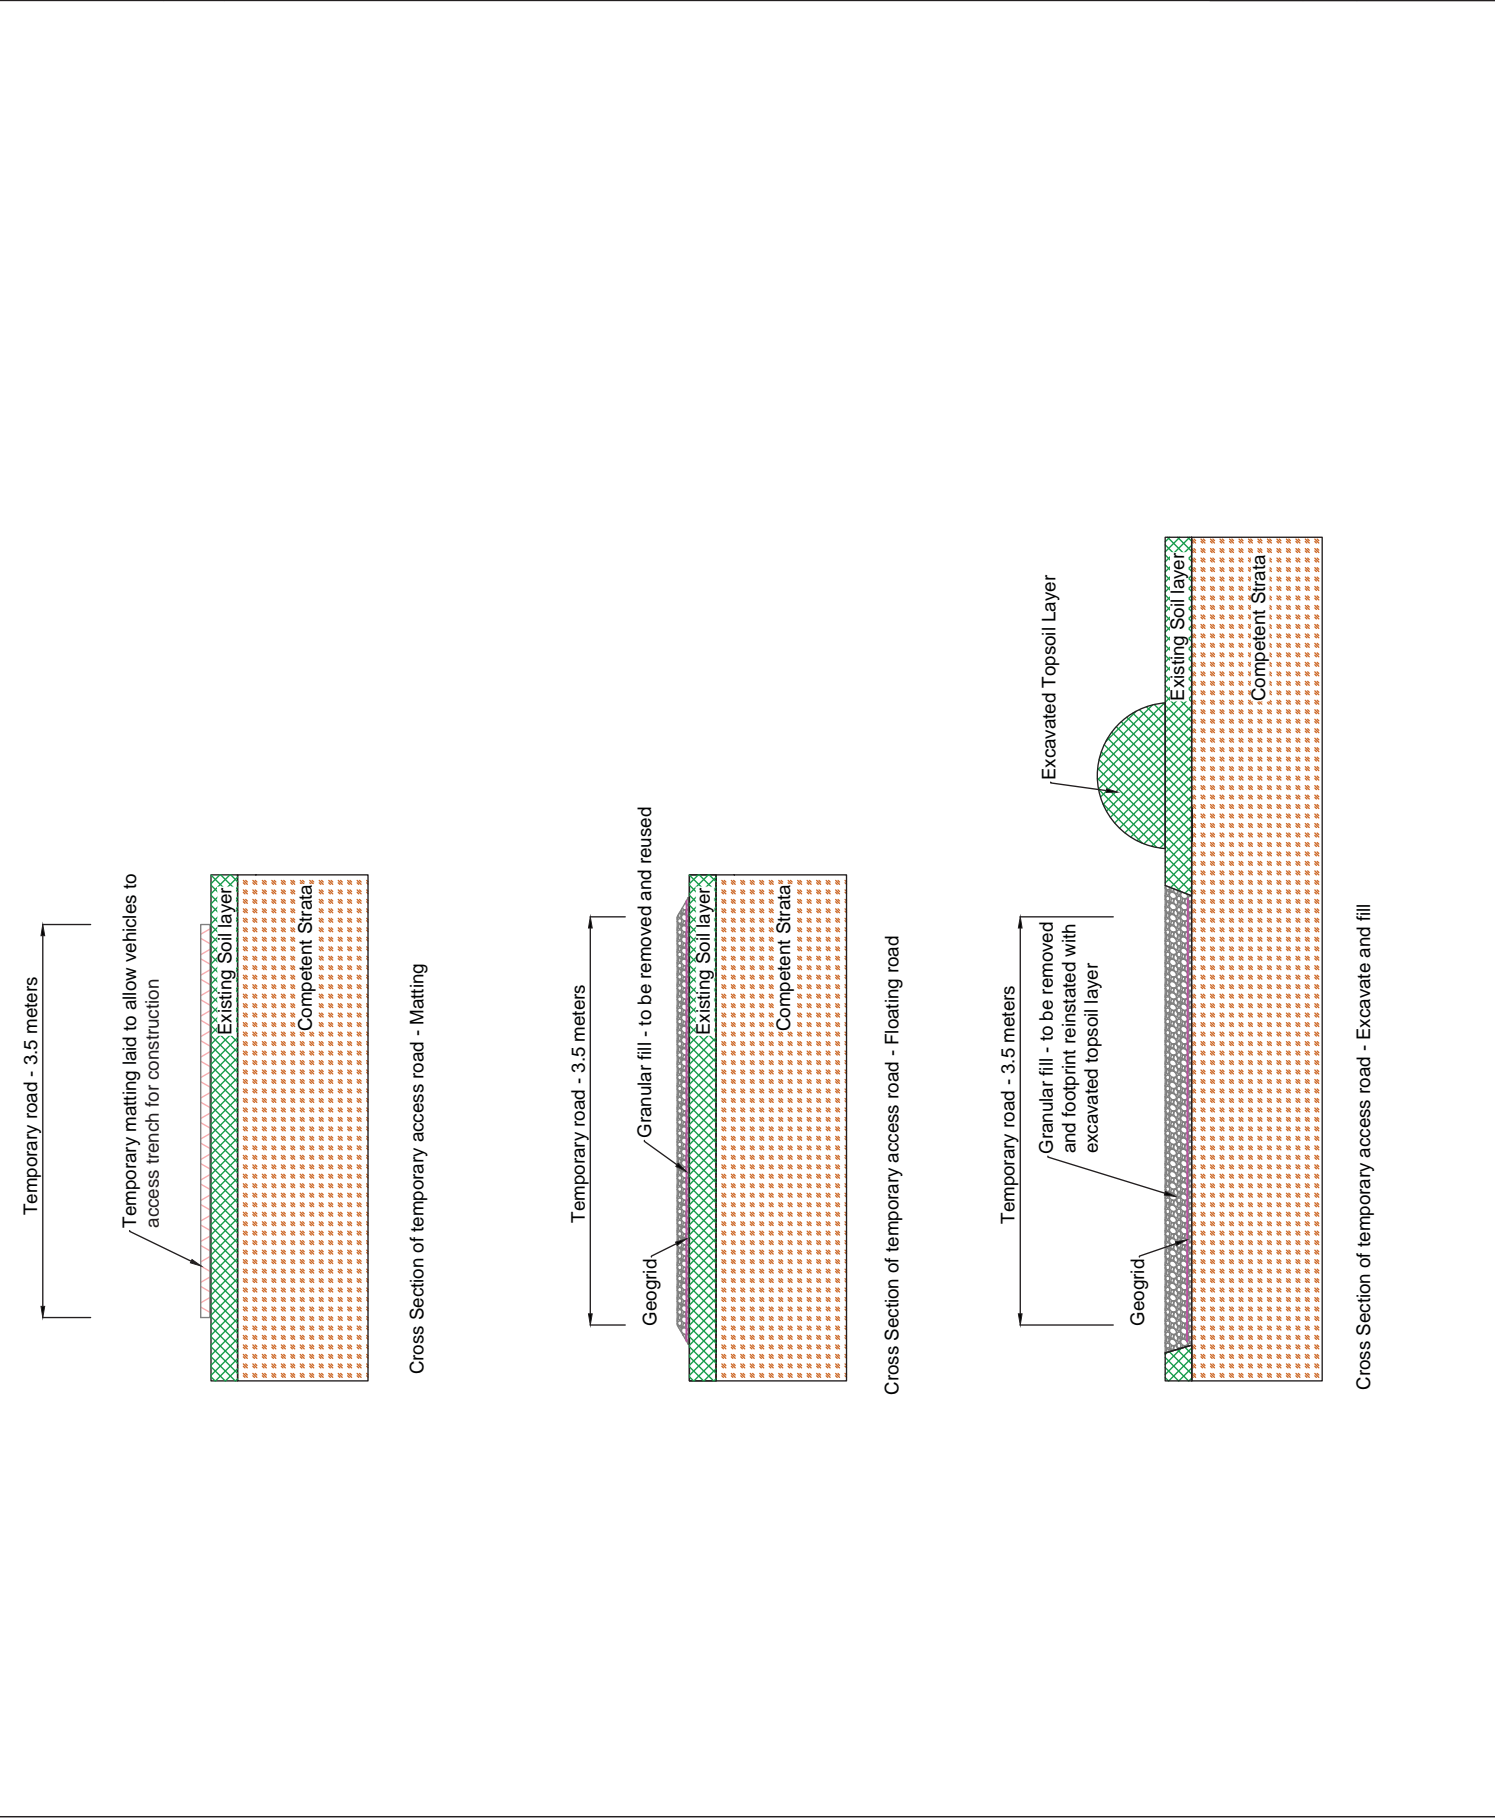 Temporary road - 3.5 meters
Temporary matting laid to allow vehicles to
access trench for construction
Existing Soil layer
Competent Strata
Cross Section of temporary access road - Matting
Temporary road - 3.5 meters
Geogrid
Granular fill - to be removed and reused
Existing Soil layer
Competent Strata
Cross Section of temporary access road - Floating road
Temporary road - 3.5 meters
Geogrid
Granular fill - to be removed
and footprint reinstated with
excavated topsoil layer
Excavated Topsoil Layer
Existing Soil layer
Competent Strata
Cross Section of temporary access road - Excavate and fill